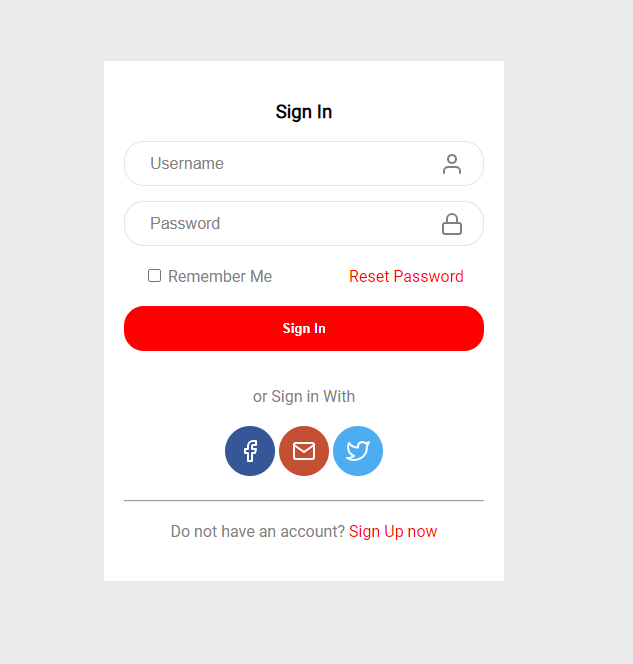 Sign In
Username
Password
Remember Me Reset Password
Sign In
or Sign in With
Do not have an account? Sign Up now